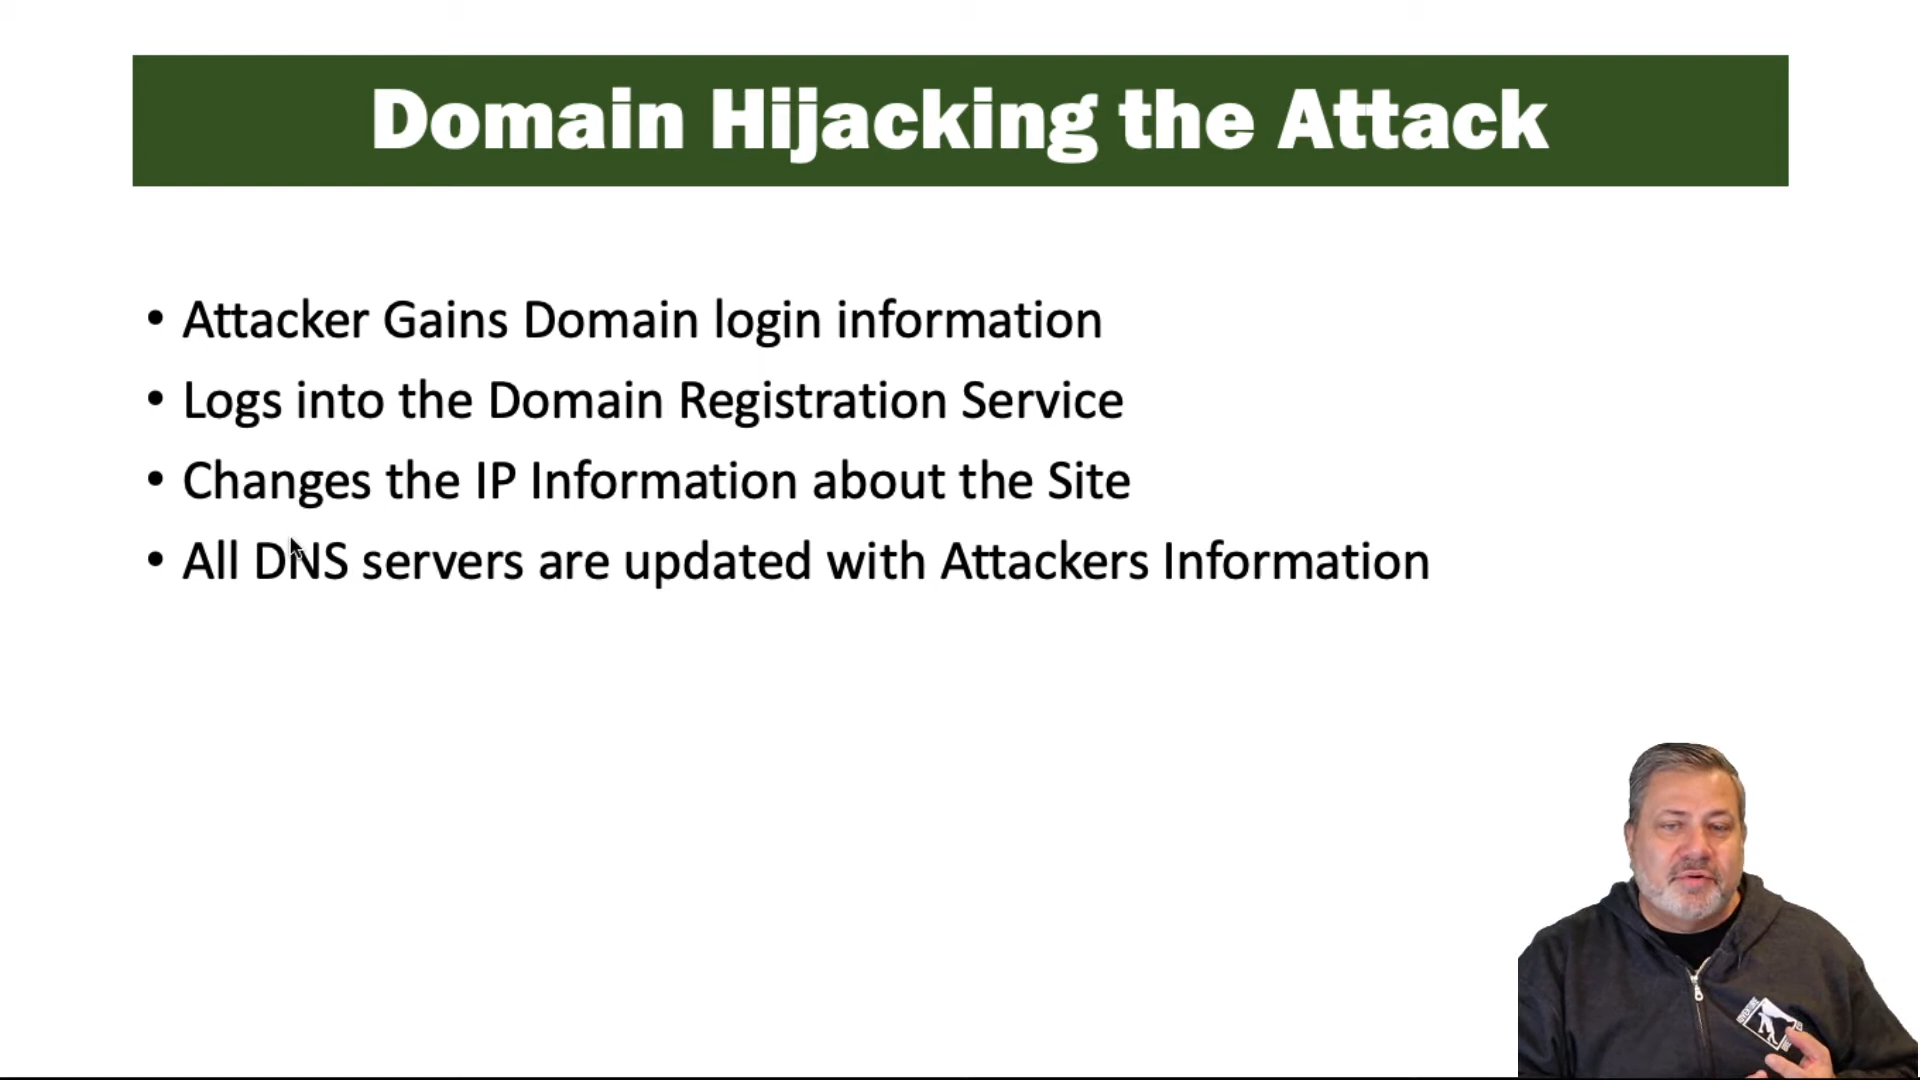 Domain Hijacking the Attack
• Attacker Gains Domain login information
• Logs into the Domain Registration Service
• Changes the IP Information about the Site
• All DNS servers are updated with Attackers Information